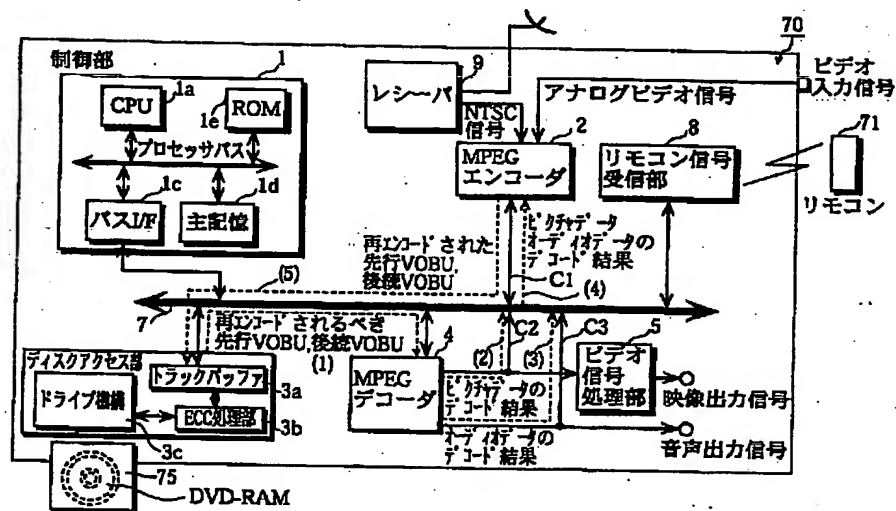 70
制御部
1
CPU
1a
1e
ROM
プロセッサバス
1c
1d
バスI/F
主記憶
9
レシーバ
NTSC
信号
アナログビデオ信号
ビデオ
入力信号
2
MPEG
エンコーダ
8
リモコン信号
受信部
71
リモコン
再エンコードされた
先行VOBU,
後続VOBU
(5)
ピクチャデータ
オーディオデータの
デコード結果
C1
(4)
7
再エンコードされるべき
先行VOBU,後続VOBU
(1)
4
(2)
C2
(3)
C3
5
ディスクアクセス部
トラックバッファ
3a
ドライブ機構
ECC処理部
3b
3c
MPEG
デコーダ
ピクチャデータの
デコード結果
ビデオ
信号
処理部
映像出力信号
オーディオデータの
デコード結果
音声出力信号
75
DVD-RAM